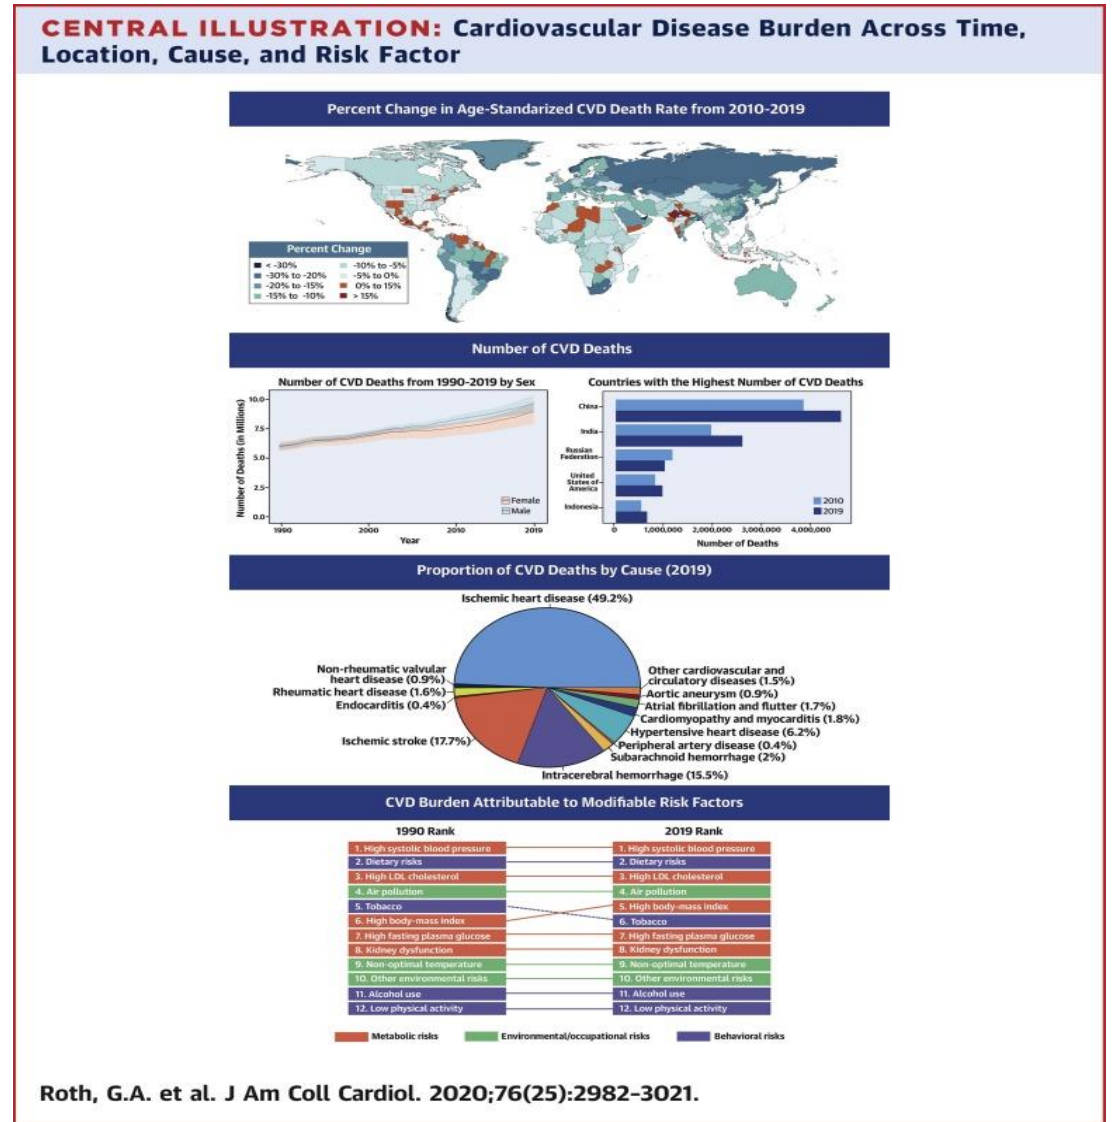 CENTRAL ILLUSTRATION: Cardiovascular Disease Burden Across Time,
Location, Cause, and Risk Factor
Percent Change in Age-Standarized CVD Death Rate from 2010-2019
Percent Change
< -30%
-30% to -20%
-20% to -15%
-15% to -10%
-10% to -5%
-5% to 0%
0% to 15%
> 15%
Number of CVD Deaths
Number of CVD Deaths from 1990-2019 by Sex
Number of Deaths (in Millions)
10.0
7.5
5.0
2.5
0.0
1990
2000
2010
2019
Year
Female
Male
Countries with the Highest Number of CVD Deaths
China
India
Russian
Federation
United
States of
America
Indonesia
0
1,000,000
2,000,000
3,000,000
4,000,000
Number of Deaths
2010
2019
Proportion of CVD Deaths by Cause (2019)
Ischemic heart disease (49.2%)
Non-rheumatic valvular
heart disease (0.9%)
Rheumatic heart disease (1.6%)
Endocarditis (0.4%)
Ischemic stroke (17.7%)
Intracerebral hemorrhage (15.5%)
Other cardiovascular and
circulatory diseases (1.5%)
Aortic aneurysm (0.9%)
Atrial fibrillation and flutter (1.7%)
Cardiomyopathy and myocarditis (1.8%)
Hypertensive heart disease (6.2%)
Peripheral artery disease (0.4%)
Subarachnoid hemorrhage (2%)
CVD Burden Attributable to Modifiable Risk Factors
1990 Rank
1. High systolic blood pressure
2. Dietary risks
3. High LDL cholesterol
4. Air pollution
5. Tobacco
6. High body-mass index
7. High fasting plasma glucose
8. Kidney dysfunction
9. Non-optimal temperature
10. Other environmental risks
11. Alcohol use
12. Low physical activity
2019 Rank
1. High systolic blood pressure
2. Dietary risks
3. High LDL cholesterol
4. Air pollution
5. High body-mass index
6. Tobacco
7. High fasting plasma glucose
8. Kidney dysfunction
9. Non-optimal temperature
10. Other environmental risks
11. Alcohol use
12. Low physical activity
Metabolic risks
Environmental/occupational risks
Behavioral risks
Roth, G.A. et al. J Am Coll Cardiol. 2020;76(25):2982–3021.